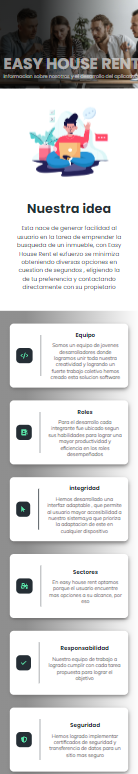 EASY HOUSE RENT
Informacion sobre nosotros y el desarrollo del aplicativo
Nuestra idea
Esta nace de generar facilidad al
usuario en la tarea de emprender la
busqueda de un inmueble, con Easy
House Rent el esfuerzo se minimiza
obteniendo diversas opciones en
cuestion de segundos , eligiendo la
de tu preferencia y contactando
directamente con su propietario
Equipo
Somos un equipo de jovenes
desarrolladores donde
logramos unir toda nuestra
creatividad y logrando un
fuerte trabajo colativo hemos
creado esta solucion software
Roles
Para el desarrollo cada
integrante fue ubicado segun
sus habilidades para lograr una
mayor productividad y
eficiencia en los roles
desempeñados
Integridad
Hemos desarrollado una
interfaz adaptable , que permite
al usuario mayor accesibilidad a
nuestro sistema ya que prioriza
la adaptacion de este en
cualquier dispositivo
Sectores
En easy house rent optamos
porque el usuario encuentre
mas opciones a su alcance, por
eso
Responsabilidad
Nuestro equipo de trabajo a
logrado cumplir con cada tarea
propuesta para lograr el
objetivo
Seguridad
Hemos logrado implementar
certificados de seguridad y
transferencia de datos para un
sitio mas seguro